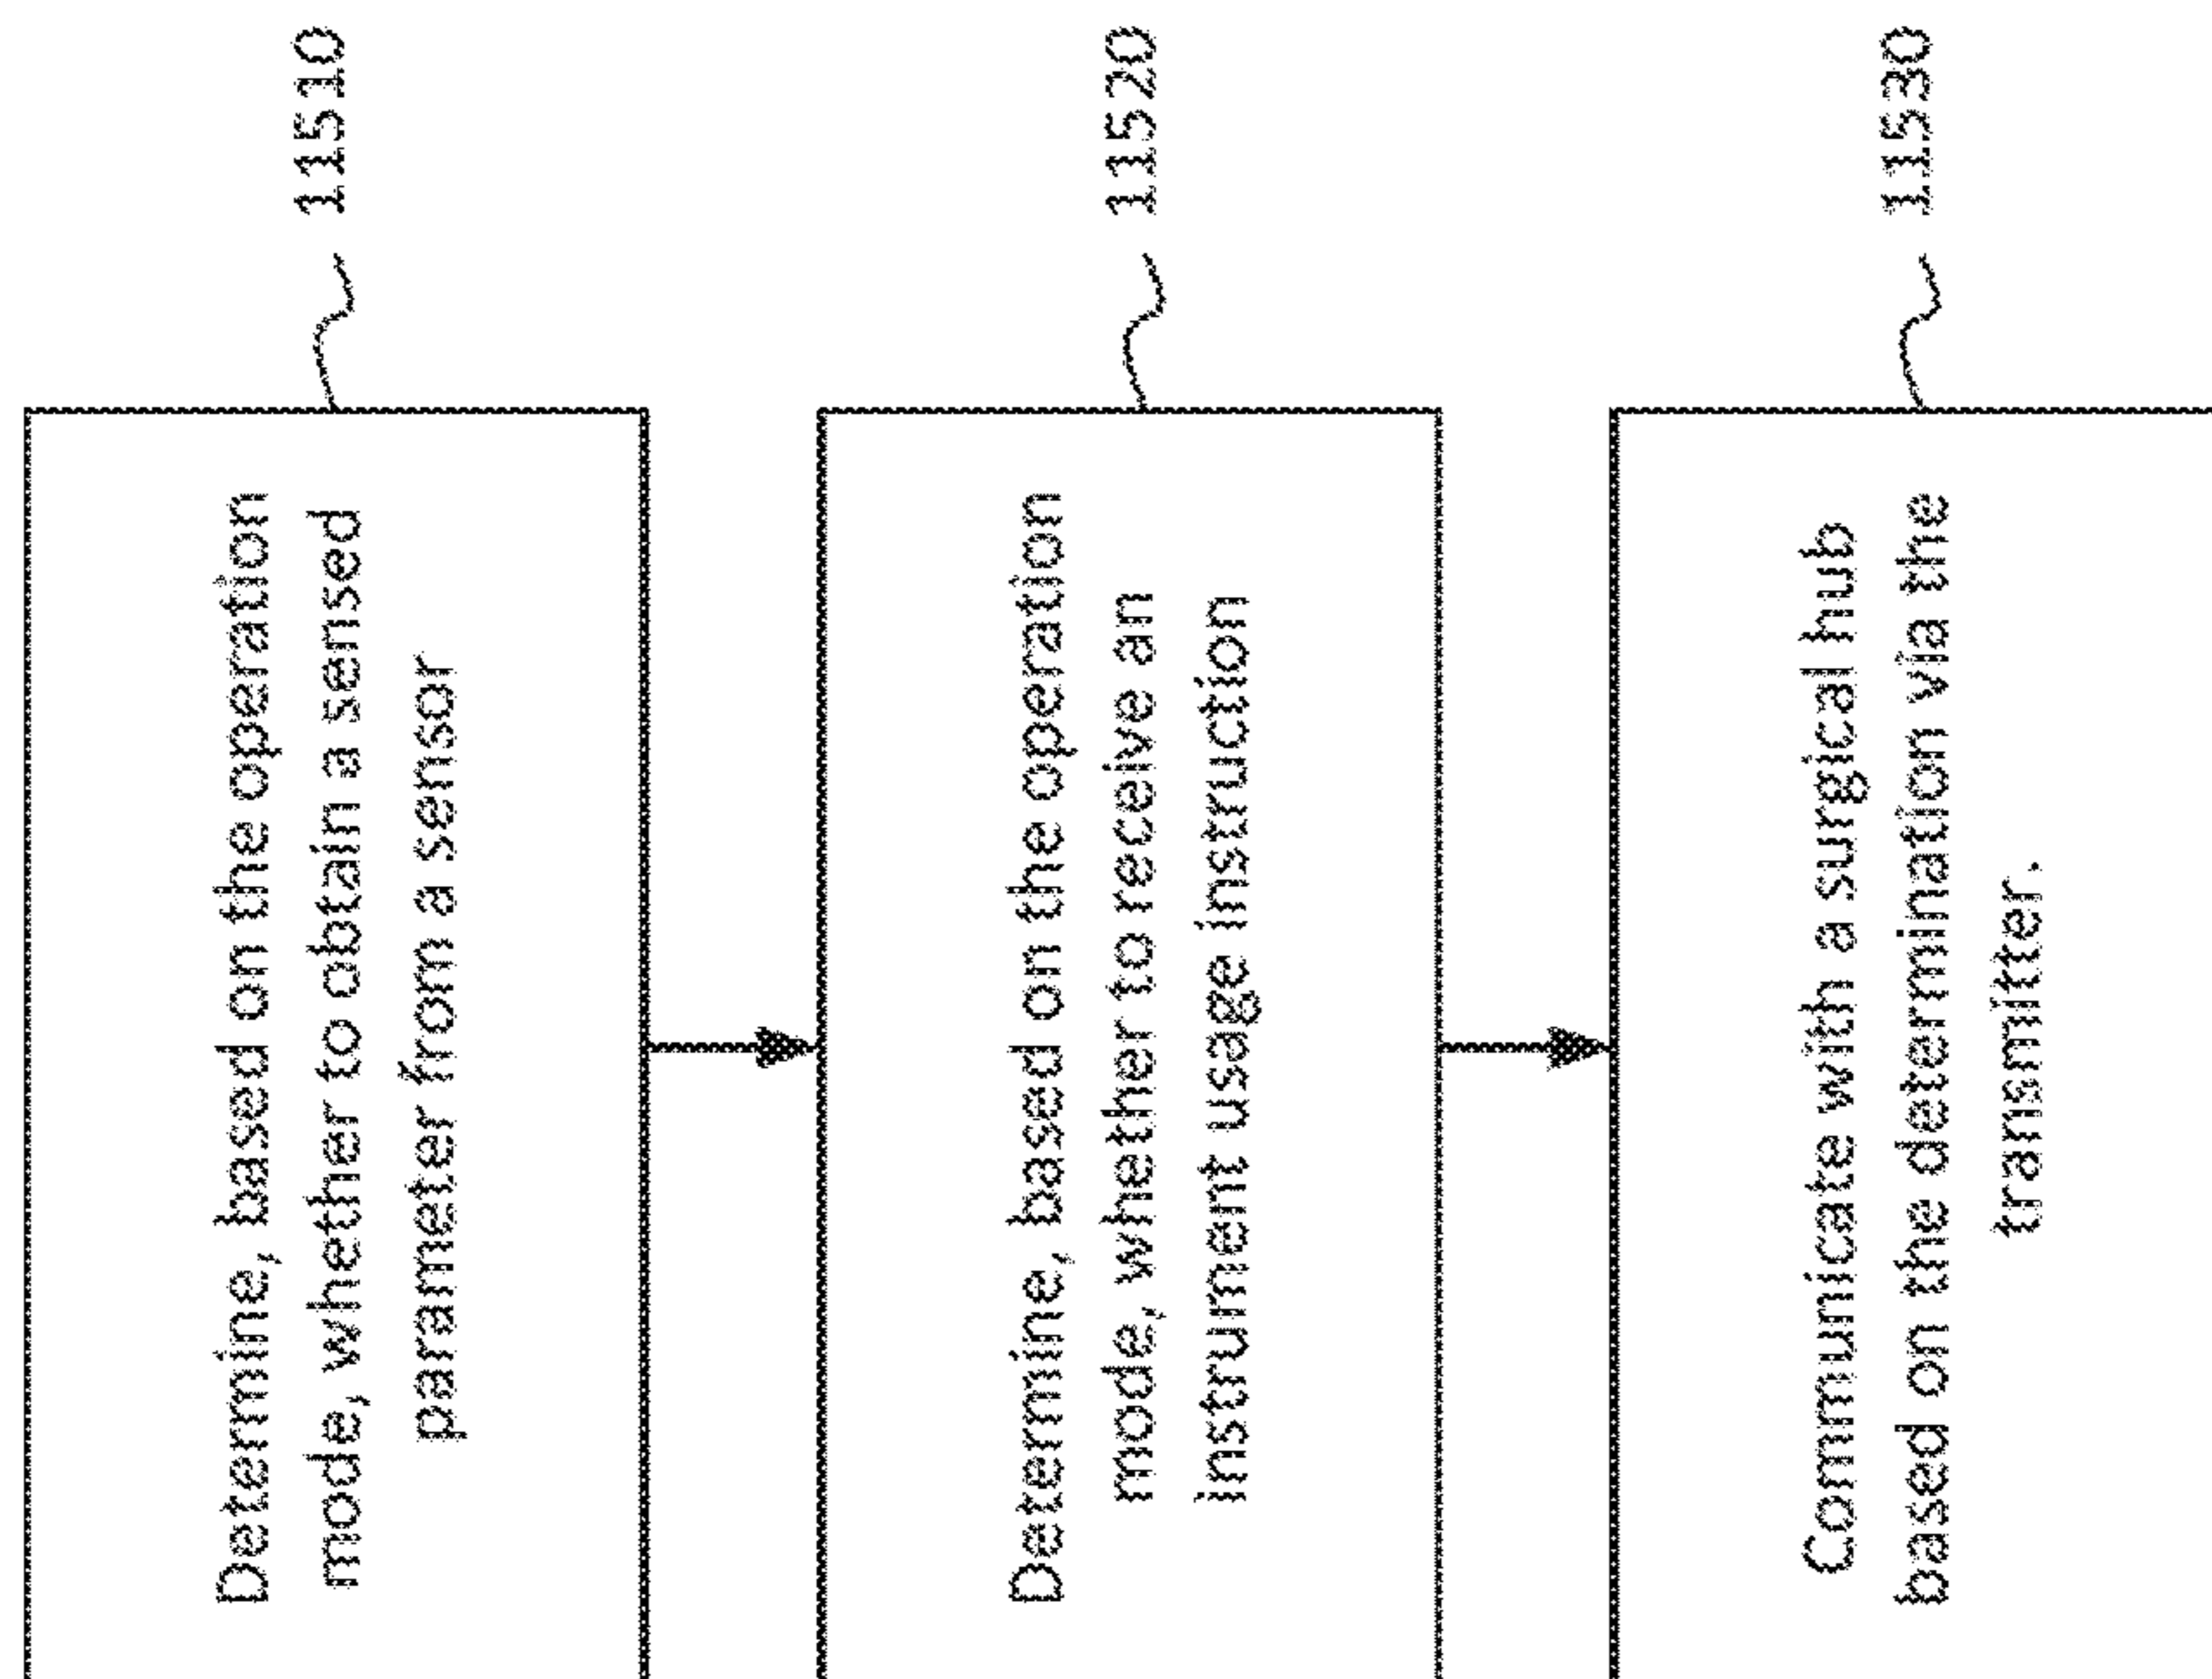 Determine, based on the operation
mode, whether to obtain a sensed
parameter from a sensor
11510
Determine, based on the operation
mode, whether to receive an
instrument usage instruction
11520
Communicate with a surgical hub
based on the determination via the
transmitter.
11530